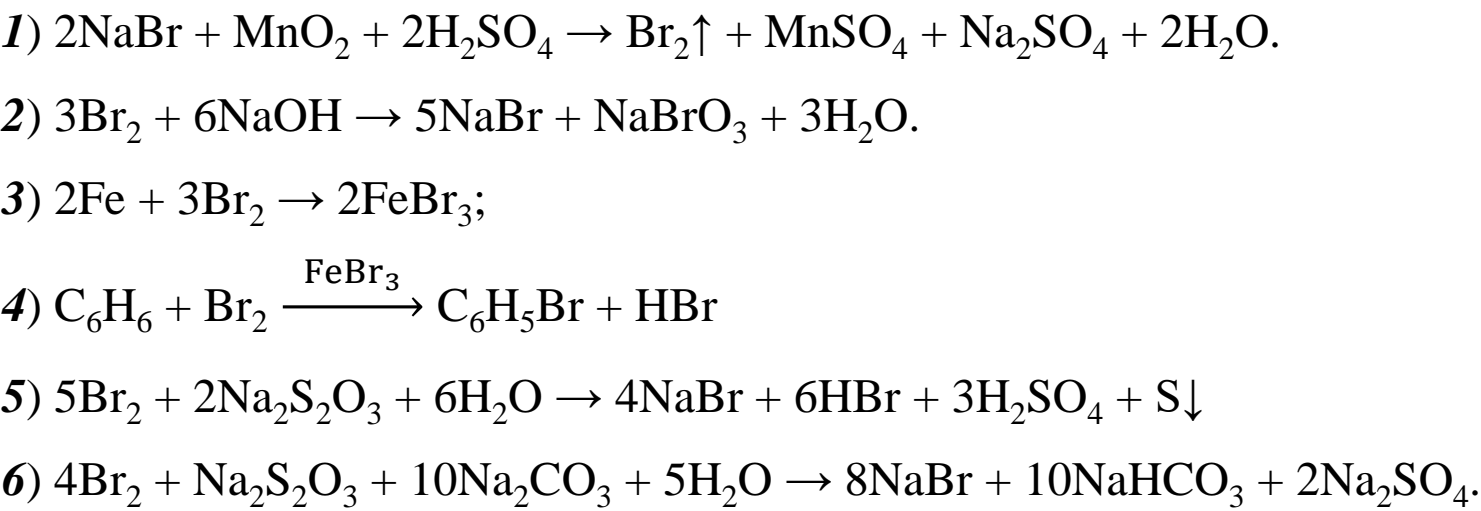 1) 2NaBr + MnO₂ + 2H₂SO₄ → Br₂↑ + MnSO₄ + Na₂SO₄ + 2H₂O.
2) 3Br₂ + 6NaOH → 5NaBr + NaBrO₃ + 3H₂O.
3) 2Fe + 3Br₂ → 2FeBr₃;
FeBr₃
4) C₆H₆ + Br₂ ⟶ C₆H₅Br + HBr
5) 5Br₂ + 2Na₂S₂O₃ + 6H₂O → 4NaBr + 6HBr + 3H₂SO₄ + S↓
6) 4Br₂ + Na₂S₂O₃ + 10Na₂CO₃ + 5H₂O → 8NaBr + 10NaHCO₃ + 2Na₂SO₄.